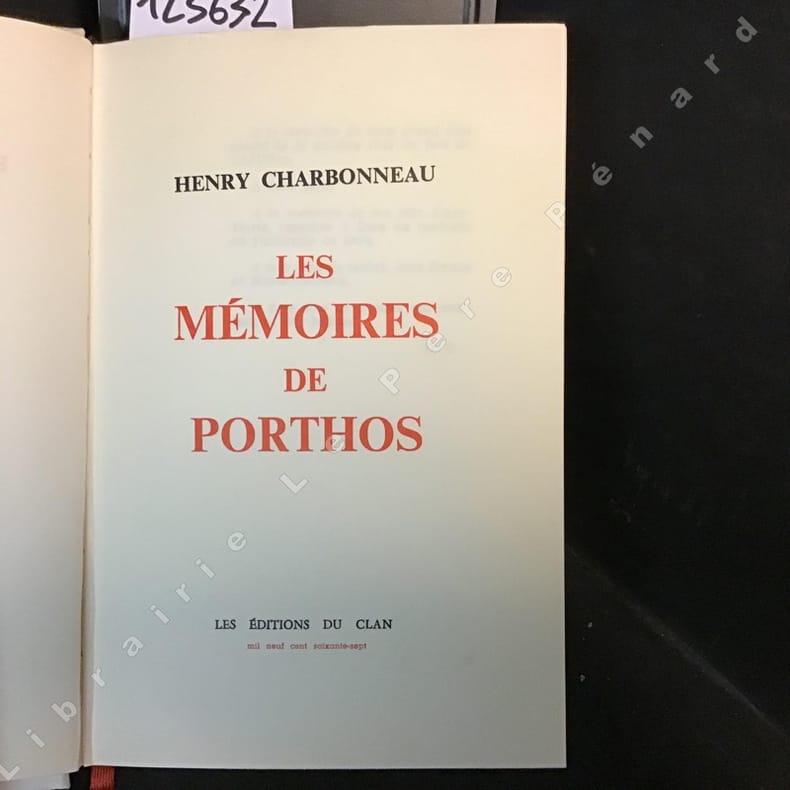 123632
HENRY CHARBONNEAU
LES
MÉMOIRES
DE
PORTHOS
LES ÉDITIONS DU CLAN
mil neuf cent soixante-sept
Librairie Le Père Pénard